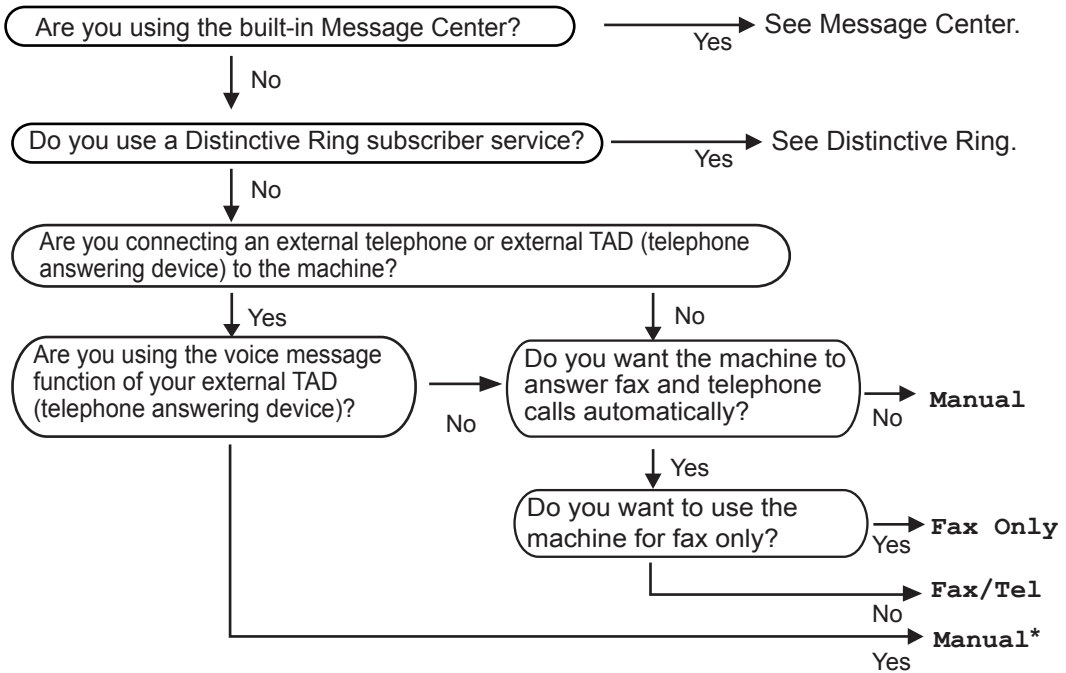 Are you using the built-in Message Center?
Yes
See Message Center.
No
Do you use a Distinctive Ring subscriber service?
Yes
See Distinctive Ring.
No
Are you connecting an external telephone or external TAD (telephone
answering device) to the machine?
Yes
No
Are you using the voice message
function of your external TAD
(telephone answering device)?
No
Do you want the machine to
answer fax and telephone
calls automatically?
No
Manual
Yes
Do you want to use the
machine for fax only?
Yes
Fax Only
No
Fax/Tel
Yes
Manual*